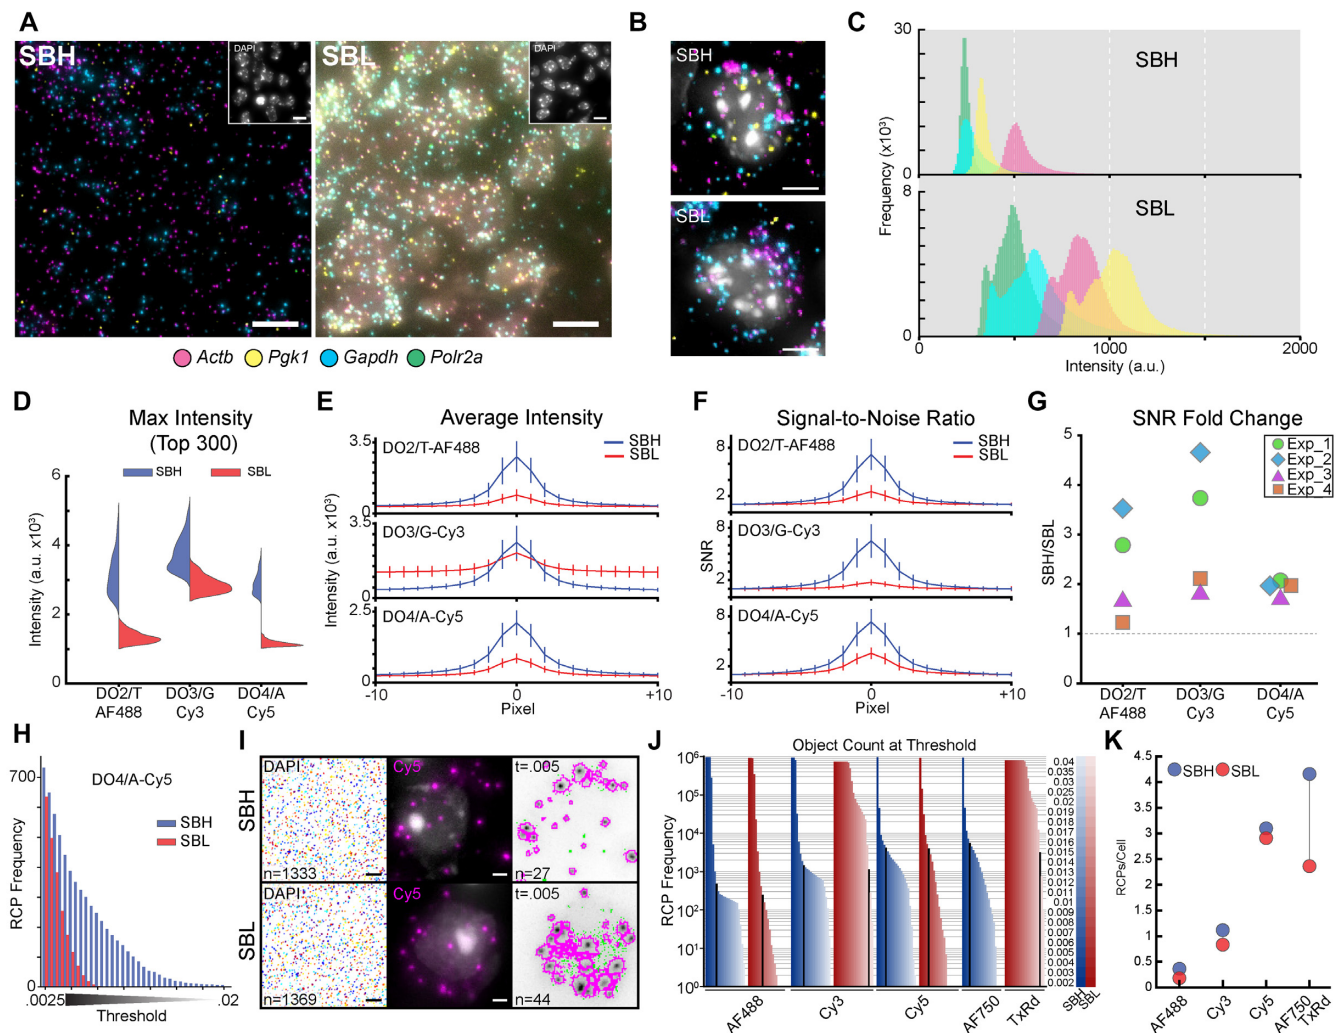 A
SBH
DAPI
SBL
DAPI
Actb Pgk1 Gapdh Polr2a
B
SBH
SBL
C
30
SBH
0
8
SBL
0
Frequency (x10³)
0 1000 2000
Intensity (a.u.)
D
Max Intensity
(Top 300)
SBH SBL
6
4
2
1
0
Intensity (a.u. x10³)
DO2/T DO3/G DO4/A
AF488 Cy3 Cy5
E
Average Intensity
3.5
DO2/T-AF488
SBH
SBL
0
3.5
DO3/G-Cy3
0
2.5
DO4/A-Cy5
0
Intensity (a.u. x10³)
-10 0 +10
Pixel
F
Signal-to-Noise Ratio
8
DO2/T-AF488
SBH
SBL
2
8
DO3/G-Cy3
2
8
DO4/A-Cy5
2
SNR
-10 0 +10
Pixel
G
SNR Fold Change
5
4
3
2
1
0
SBH/SBL
Exp_1
Exp_2
Exp_3
Exp_4
DO2/T DO3/G DO4/A
AF488 Cy3 Cy5
H
700
DO4/A-Cy5
SBH
SBL
0
RCP Frequency
.0025 .02
Threshold
I
SBH
DAPI
n=1333
Cy5
t=.005
n=27
SBL
DAPI
n=1369
Cy5
t=.005
n=44
J
Object Count at Threshold
10⁶
10⁵
10⁴
10³
10²
10¹
10⁰
RCP Frequency
AF488 Cy3 Cy5 AF750 TxRd
0.04
0.035
0.03
0.025
0.02
0.019
0.018
0.017
0.016
0.015
0.014
0.013
0.012
0.011
0.01
0.009
0.008
0.007
0.006
0.005
0.004
0.003
0.002
SBH
SBL
K
4.5
4
3.5
3
2.5
2
1.5
1
0.5
0
RCPs/Cell
SBH SBL
AF488 Cy3 Cy5 AF750
TxRd